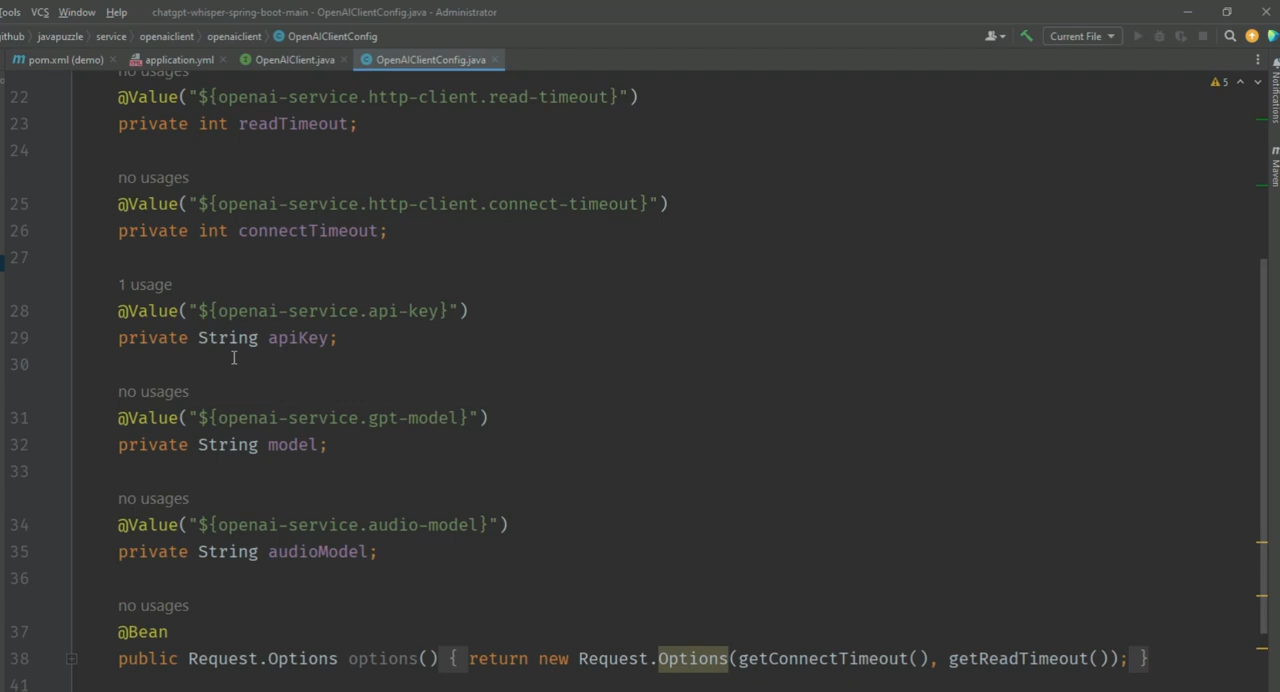 Tools VCS Window Help chatgpt-whisper-spring-boot-main - OpenAIClientConfig.java - Administrator
github javapuzzle service openaiclient openaiclient OpenAIClientConfig Current File
pom.xml (demo) application.yml OpenAIClient.java OpenAIClientConfig.java
no usages
22 @Value("${openai-service.http-client.read-timeout}") 5
23 private int readTimeout;
24
no usages
25 @Value("${openai-service.http-client.connect-timeout}")
26 private int connectTimeout;
27
1 usage
28 @Value("${openai-service.api-key}")
29 private String apiKey;
30
no usages
31 @Value("${openai-service.gpt-model}")
32 private String model;
33
no usages
34 @Value("${openai-service.audio-model}")
35 private String audioModel;
36
no usages
37 @Bean
38 public Request.Options options() { return new Request.Options(getConnectTimeout(), getReadTimeout()); }
41
Notifications
Maven